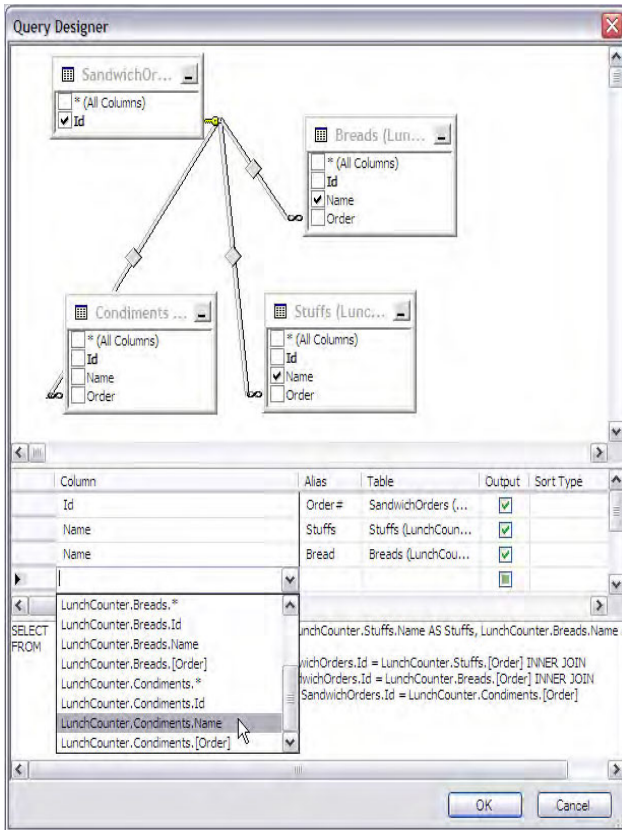 Query Designer
SandwichOr...
* (All Columns)
Id
Breads (Lun...
* (All Columns)
Id
Name
Order
Condiments ...
* (All Columns)
Id
Name
Order
Stuffs (Lunc...
* (All Columns)
Id
Name
Order
Column Alias Table Output Sort Type
Id Order# SandwichOrders (...
Name Stuffs Stuffs (LunchCoun...
Name Bread Breads (LunchCou...
LunchCounter.Breads.*
LunchCounter.Breads.Id
LunchCounter.Breads.Name
LunchCounter.Breads.[Order]
LunchCounter.Condiments.*
LunchCounter.Condiments.Id
LunchCounter.Condiments.Name
LunchCounter.Condiments.[Order]
SELECT unchCounter.Stuffs.Name AS Stuffs, LunchCounter.Breads.Name
FROM
wichOrders.Id = LunchCounter.Stuffs.[Order] INNER JOIN
dwichOrders.Id = LunchCounter.Breads.[Order] INNER JOIN
SandwichOrders.Id = LunchCounter.Condiments.[Order]
OK Cancel